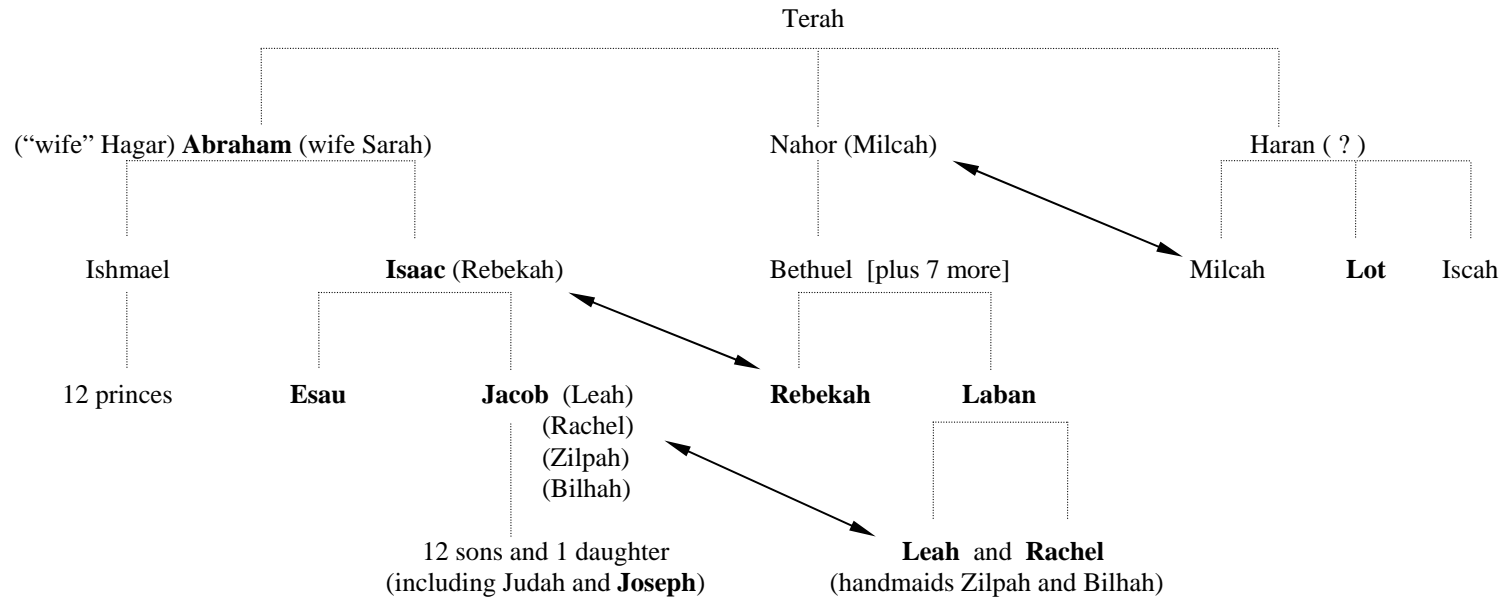 Terah
(“wife” Hagar) Abraham (wife Sarah) Nahor (Milcah) Haran ( ? )
Ishmael Isaac (Rebekah) Bethuel [plus 7 more] Milcah Lot Iscah
12 princes Esau Jacob (Leah) Rebekah Laban
(Rachel)
(Zilpah)
(Bilhah)
12 sons and 1 daughter Leah and Rachel
(including Judah and Joseph) (handmaids Zilpah and Bilhah)